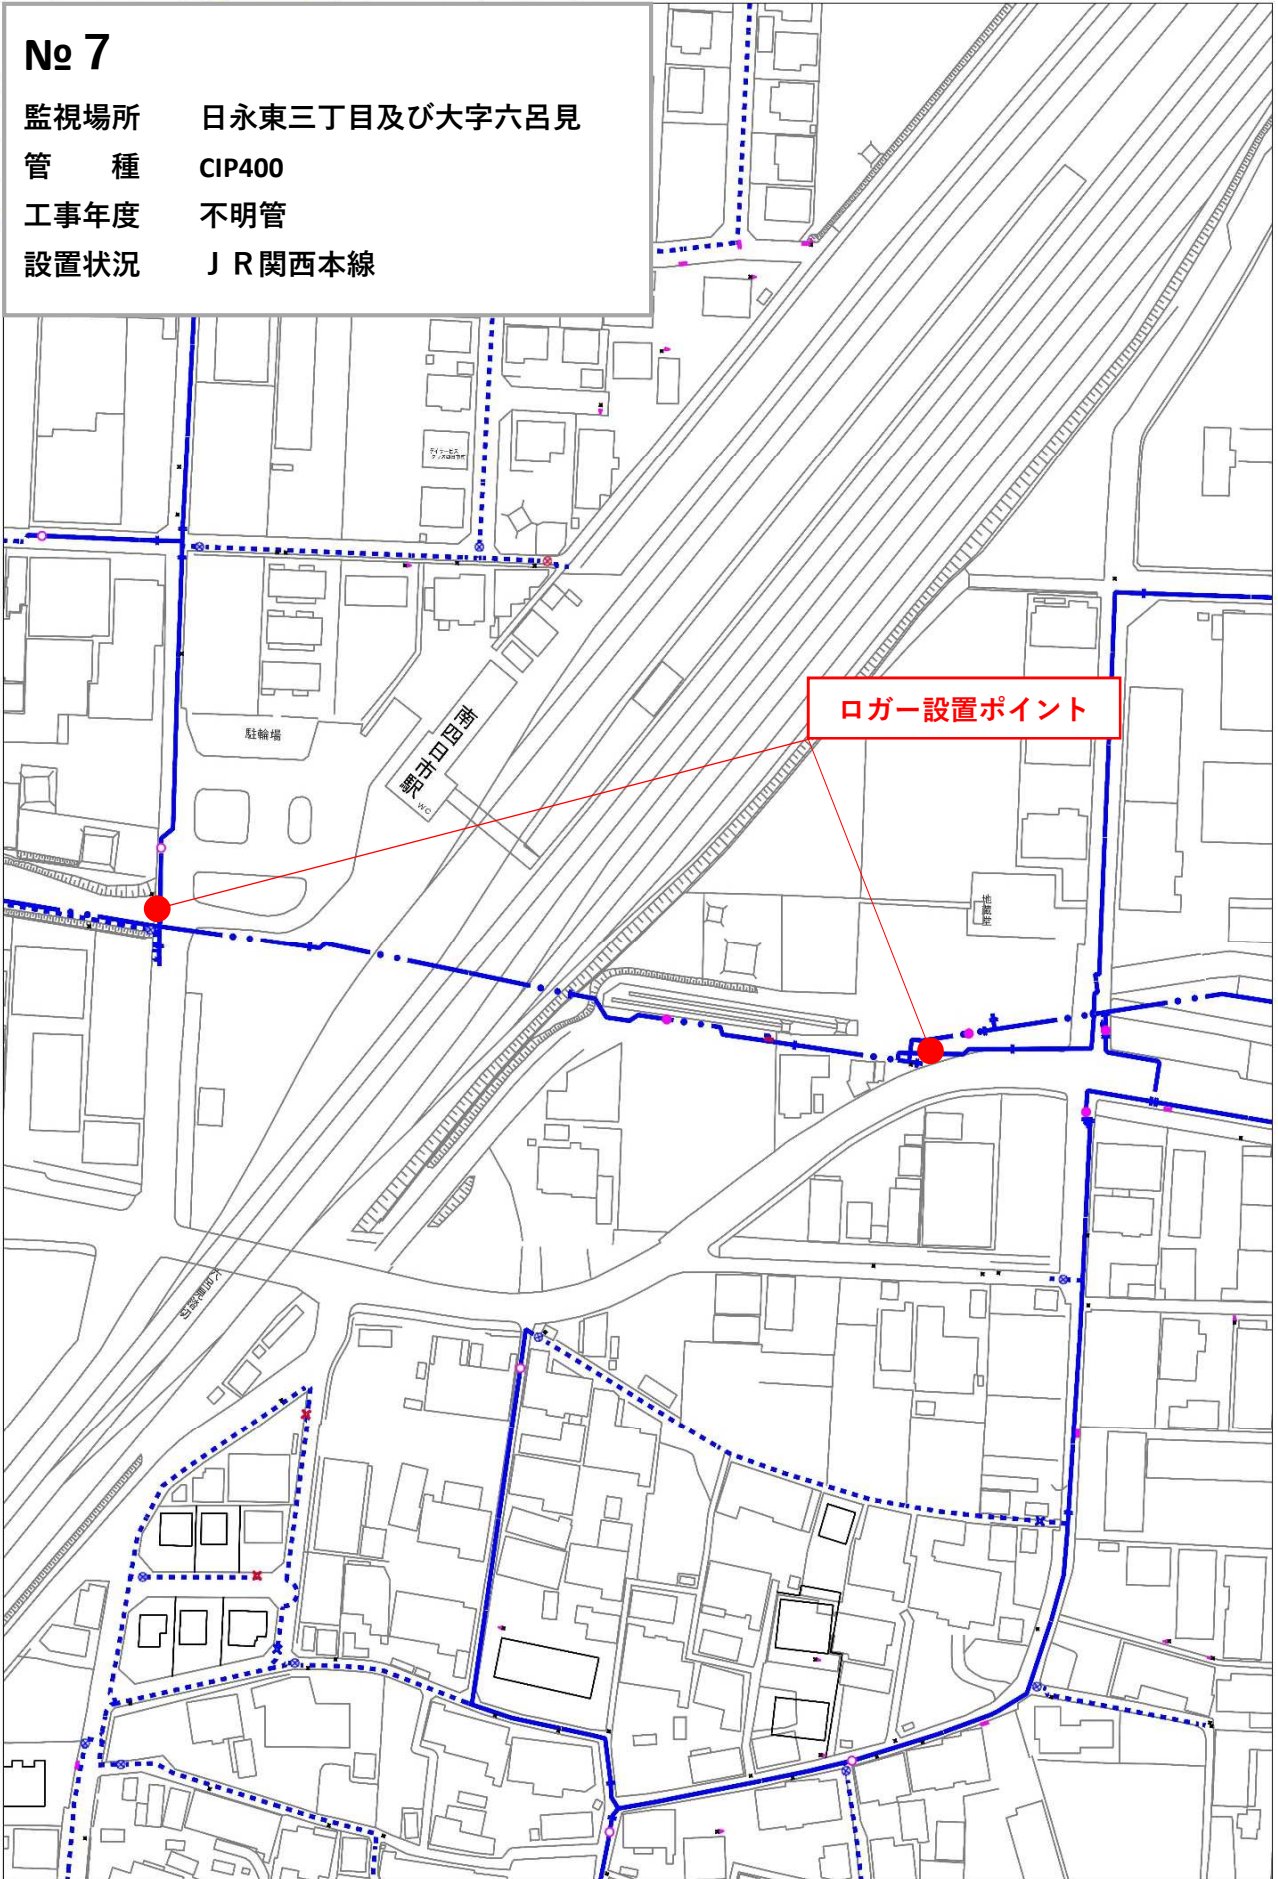 № 7
監視場所 日永東三丁目及び大字六呂見
管 種 CIP400
工事年度 不明管
設置状況 ＪＲ関西本線
ロガー設置ポイント
駐輪場
南四日市駅
WC
地蔵堂